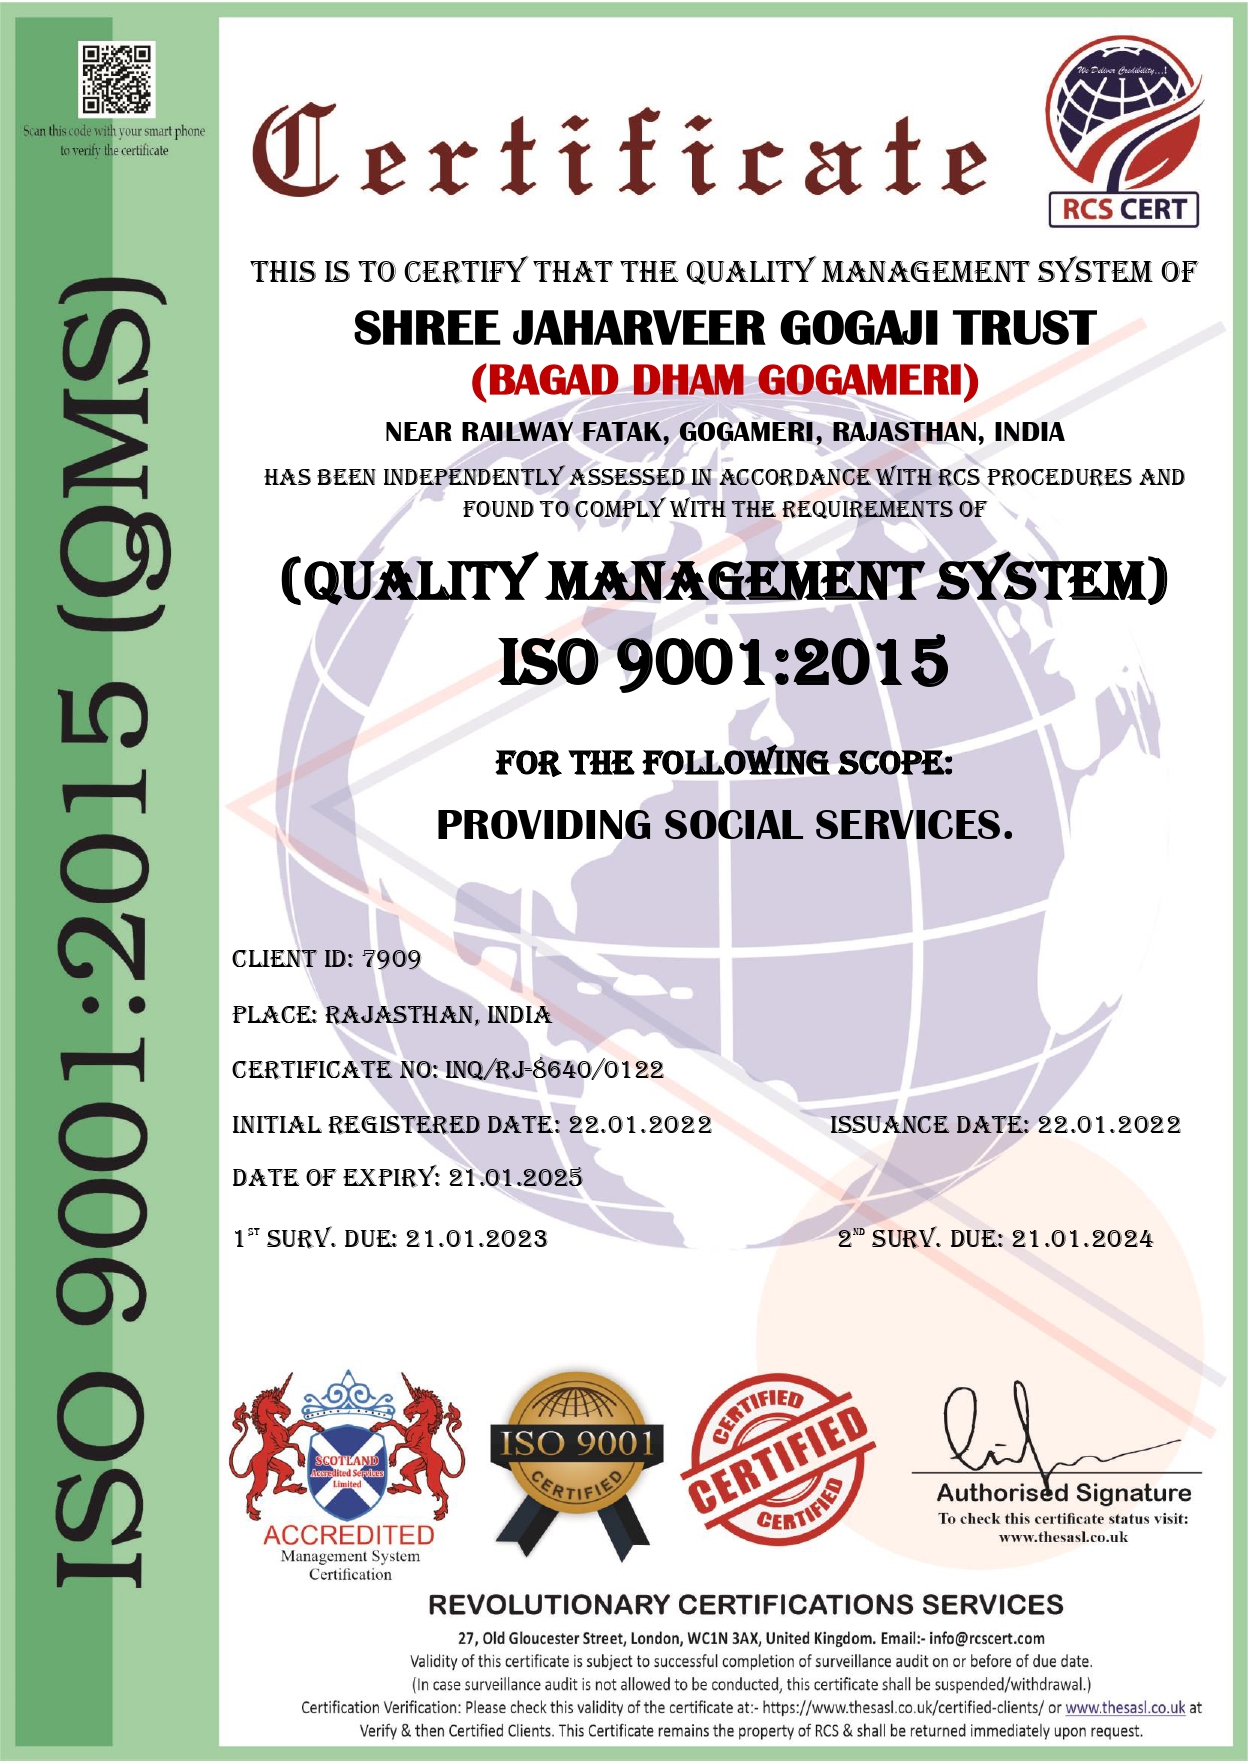 Scan this code with your smart phone
to verify the certificate
ISO 9001:2015 (QMS)
Certificate
We Deliver Credibility...!
RCS CERT
THIS IS TO CERTIFY THAT THE QUALITY MANAGEMENT SYSTEM OF
SHREE JAHARVEER GOGAJI TRUST
(BAGAD DHAM GOGAMERI)
NEAR RAILWAY FATAK, GOGAMERI, RAJASTHAN, INDIA
HAS BEEN INDEPENDENTLY ASSESSED IN ACCORDANCE WITH RCS PROCEDURES AND
FOUND TO COMPLY WITH THE REQUIREMENTS OF
(QUALITY MANAGEMENT SYSTEM)
ISO 9001:2015
FOR THE FOLLOWING SCOPE:
PROVIDING SOCIAL SERVICES.
CLIENT ID: 7909
PLACE: RAJASTHAN, INDIA
CERTIFICATE NO: INQ/RJ-8640/0122
INITIAL REGISTERED DATE: 22.01.2022 ISSUANCE DATE: 22.01.2022
DATE OF EXPIRY: 21.01.2025
1ST SURV. DUE: 21.01.2023 2ND SURV. DUE: 21.01.2024
SCOTLAND
Accredited Services
Limited
ACCREDITED
Management System
Certification
ISO 9001
CERTIFIED
CERTIFIED
CERTIFIED
CERTIFIED
Authorised Signature
To check this certificate status visit:
www.thesasl.co.uk
REVOLUTIONARY CERTIFICATIONS SERVICES
27, Old Gloucester Street, London, WC1N 3AX, United Kingdom. Email:- info@rcscert.com
Validity of this certificate is subject to successful completion of surveillance audit on or before of due date.
(In case surveillance audit is not allowed to be conducted, this certificate shall be suspended/withdrawal.)
Certification Verification: Please check this validity of the certificate at:- https://www.thesasl.co.uk/certified-clients/ or www.thesasl.co.uk at
Verify & then Certified Clients. This Certificate remains the property of RCS & shall be returned immediately upon request.